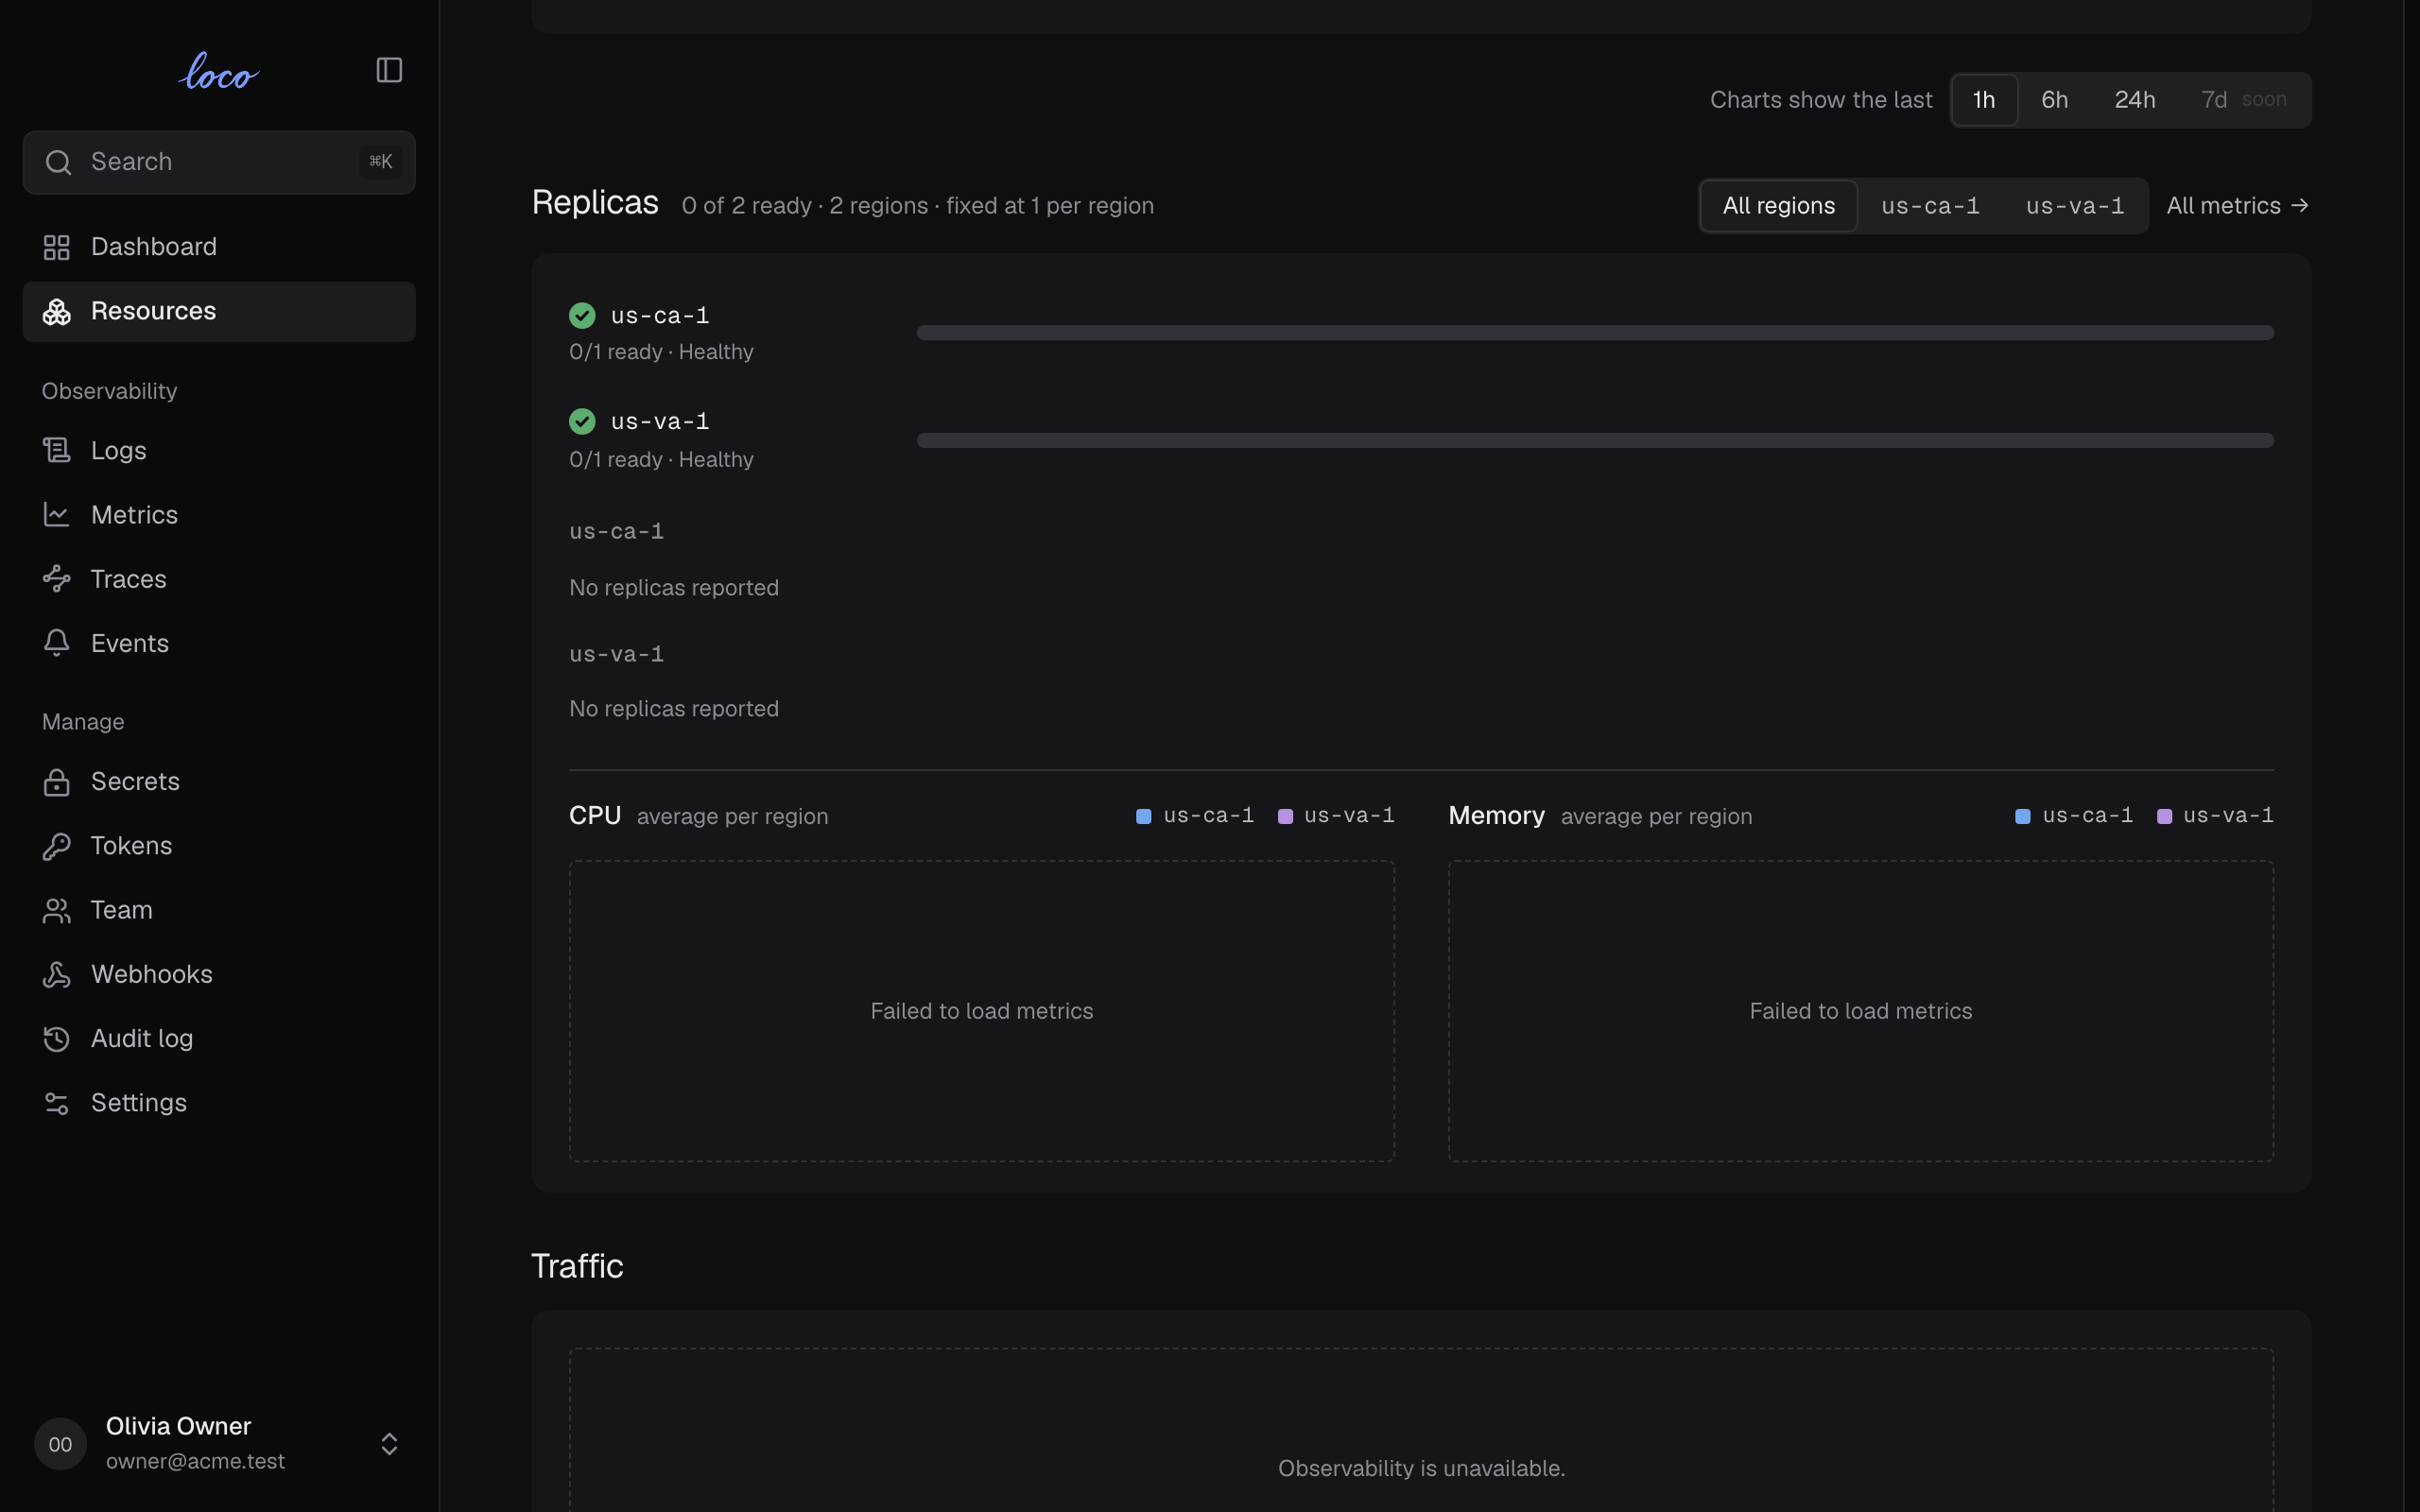 loco
Search ⌘K
Dashboard
Resources
Observability
Logs
Metrics
Traces
Events
Manage
Secrets
Tokens
Team
Webhooks
Audit log
Settings
OO
Olivia Owner
owner@acme.test
Charts show the last 1h 6h 24h 7d soon
Replicas 0 of 2 ready · 2 regions · fixed at 1 per region All regions us-ca-1 us-va-1 All metrics →
us-ca-1
0/1 ready · Healthy
us-va-1
0/1 ready · Healthy
us-ca-1
No replicas reported
us-va-1
No replicas reported
CPU average per region us-ca-1 us-va-1
Memory average per region us-ca-1 us-va-1
Failed to load metrics
Failed to load metrics
Traffic
Observability is unavailable.